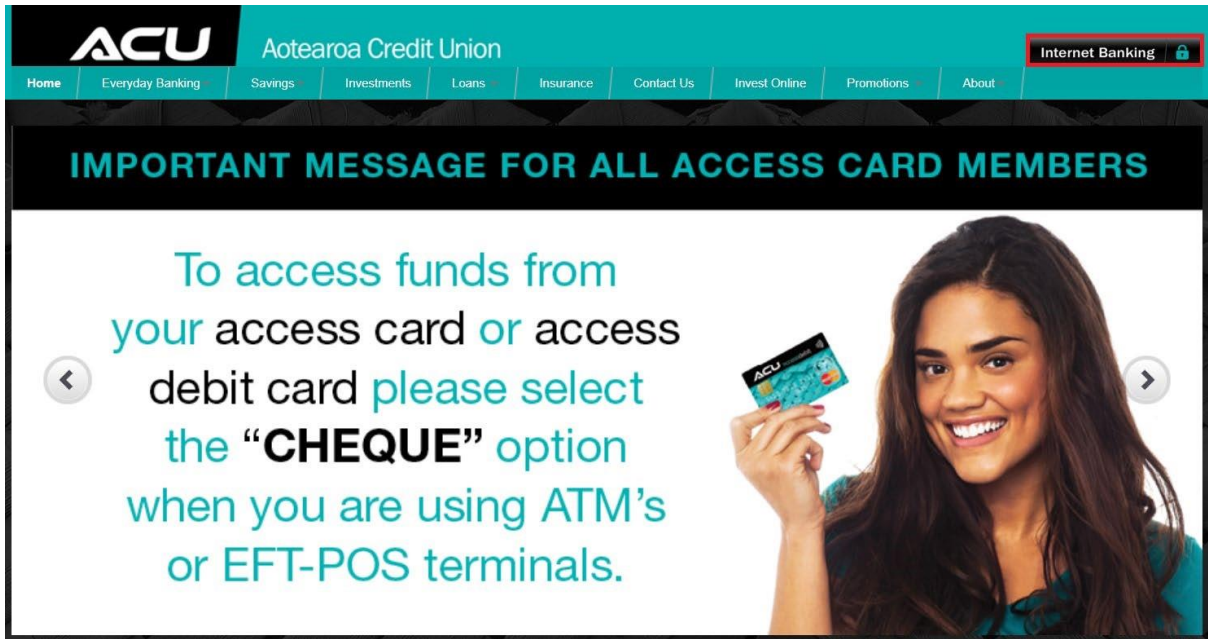 ACU
Aotearoa Credit Union
Internet Banking
Home Everyday Banking Savings Investments Loans Insurance Contact Us Invest Online Promotions About
IMPORTANT MESSAGE FOR ALL ACCESS CARD MEMBERS
To access funds from
your access card or access
debit card please select
the “CHEQUE” option
when you are using ATM's
or EFT-POS terminals.
ACU